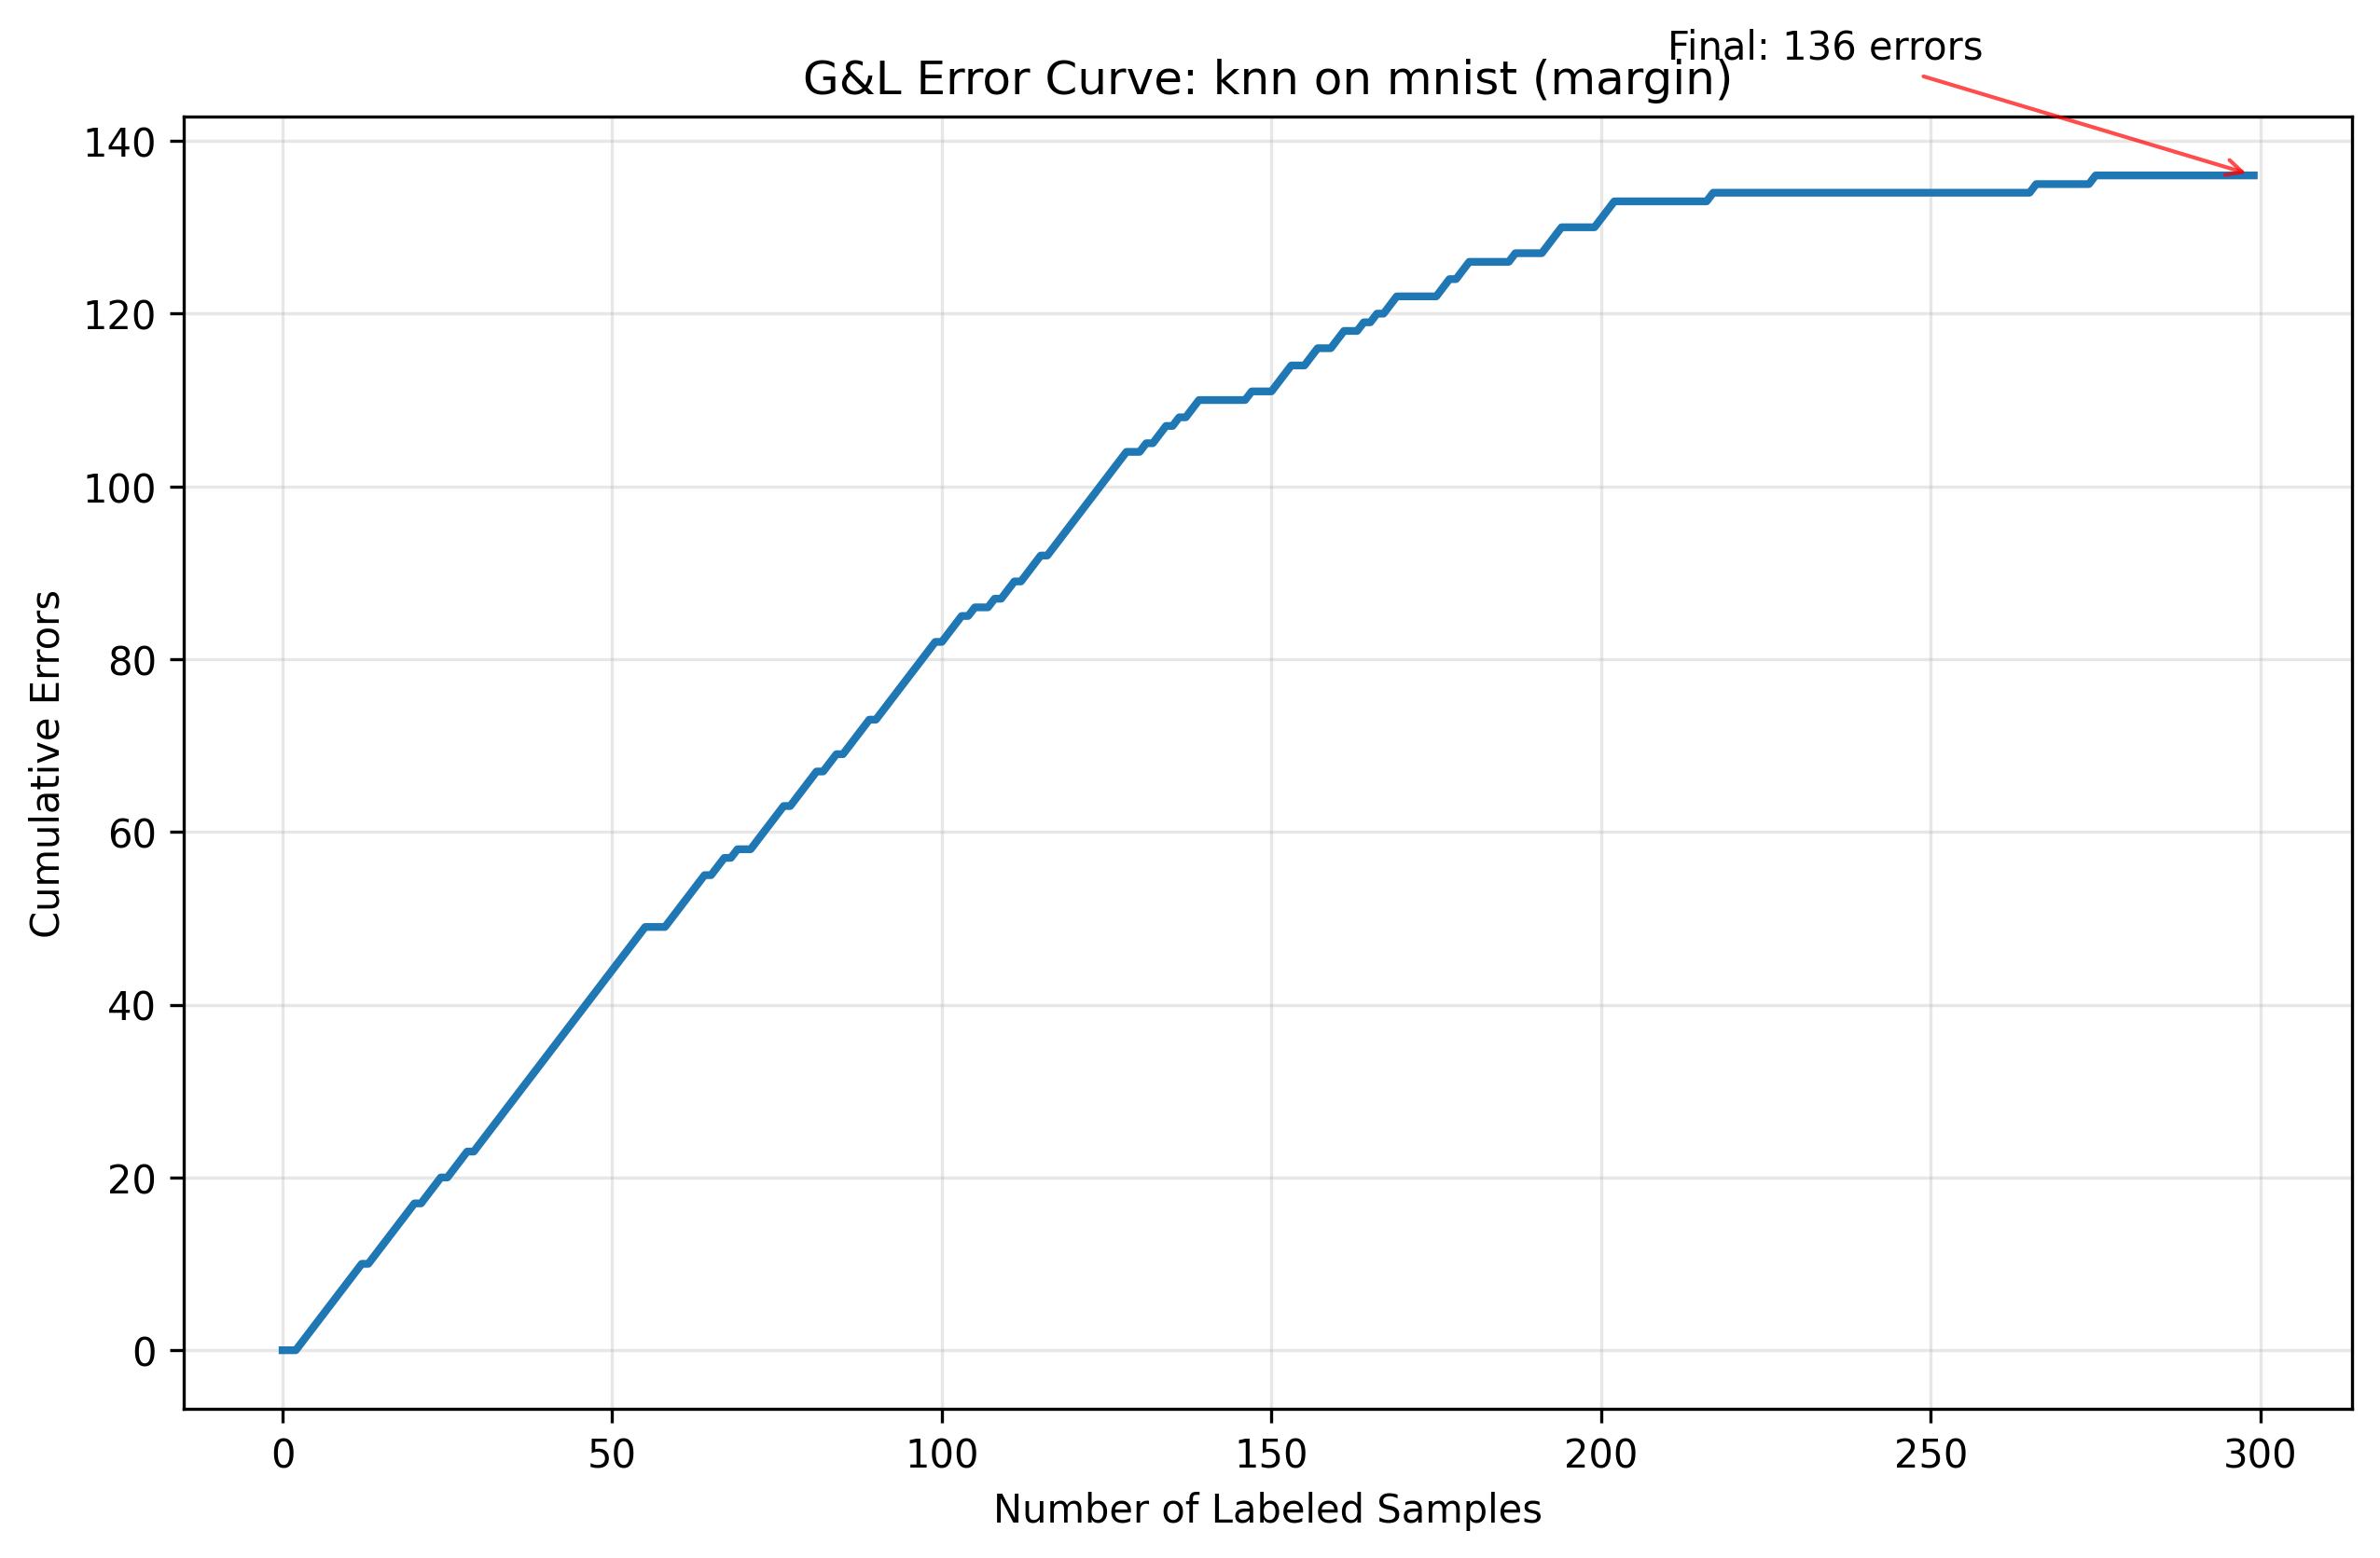 Final: 136 errors
G&L Error Curve: knn on mnist (margin)
140
120
100
80
60
40
20
0
Cumulative Errors
0 50 100 150 200 250 300
Number of Labeled Samples